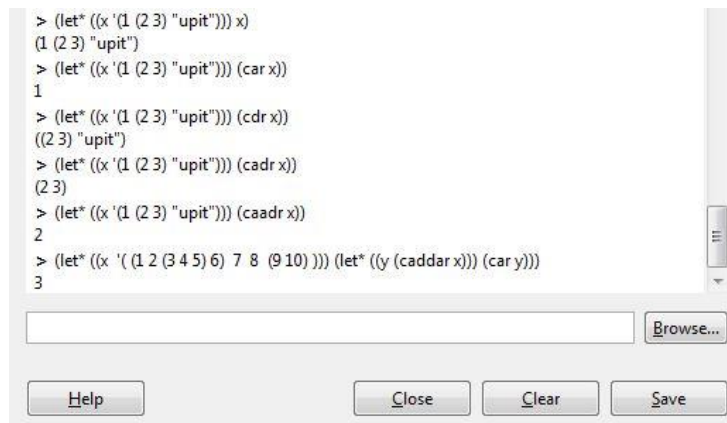 > (let* ((x '(1 (2 3) "upit"))) x)
(1 (2 3) "upit")
> (let* ((x '(1 (2 3) "upit"))) (car x))
1
> (let* ((x '(1 (2 3) "upit"))) (cdr x))
((2 3) "upit")
> (let* ((x '(1 (2 3) "upit"))) (cadr x))
(2 3)
> (let* ((x '(1 (2 3) "upit"))) (caadr x))
2
> (let* ((x '( (1 2 (3 4 5) 6) 7 8 (9 10) ))) (let* ((y (caddar x))) (car y)))
3
Browse...
Help Close Clear Save